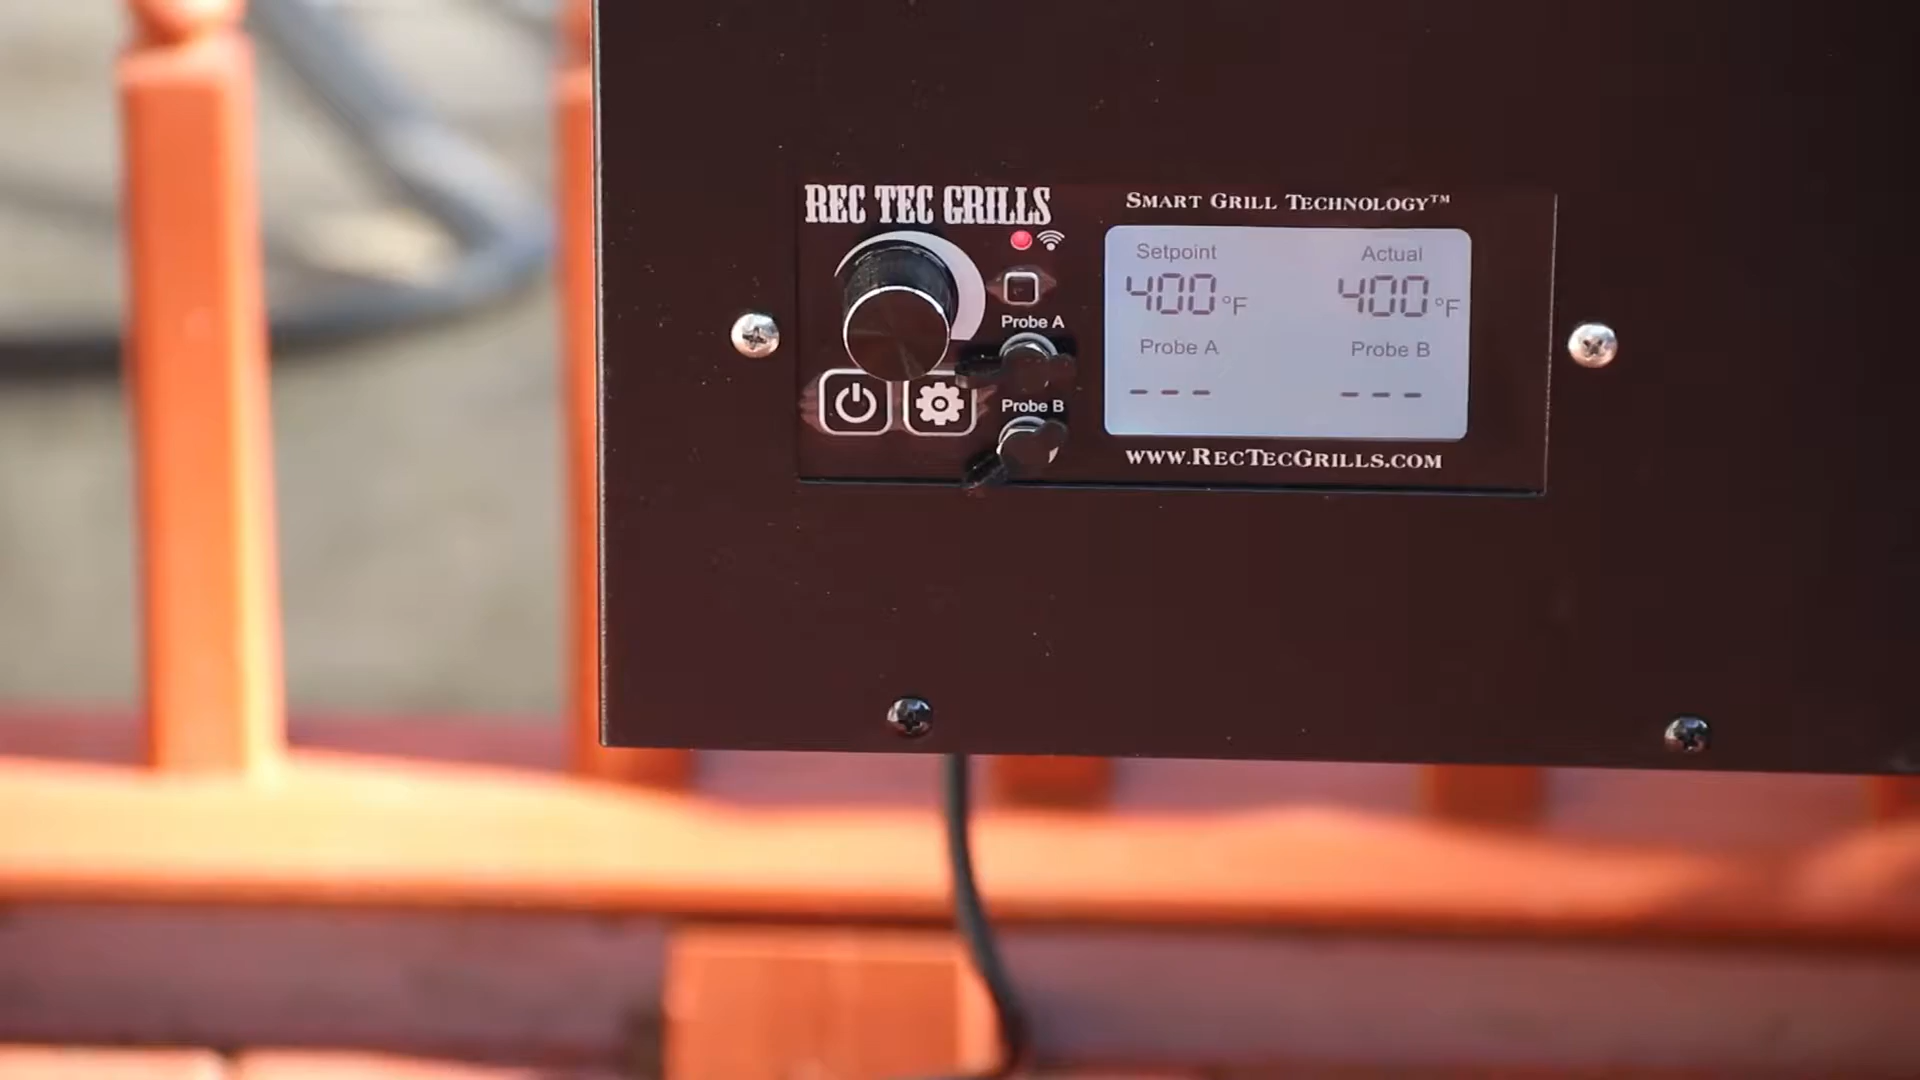 REC TEC GRILLS
Probe A
Probe B
SMART GRILL TECHNOLOGY™
Setpoint Actual
400°F 400°F
Probe A Probe B
--- ---
WWW.RECTECGRILLS.COM